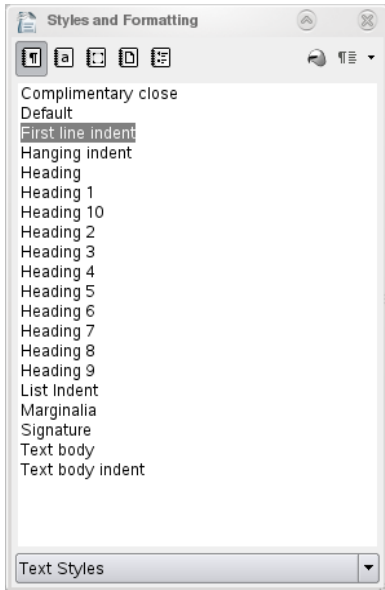 Styles and Formatting
Complimentary close
Default
First line indent
Hanging indent
Heading
Heading 1
Heading 10
Heading 2
Heading 3
Heading 4
Heading 5
Heading 6
Heading 7
Heading 8
Heading 9
List Indent
Marginalia
Signature
Text body
Text body indent
Text Styles